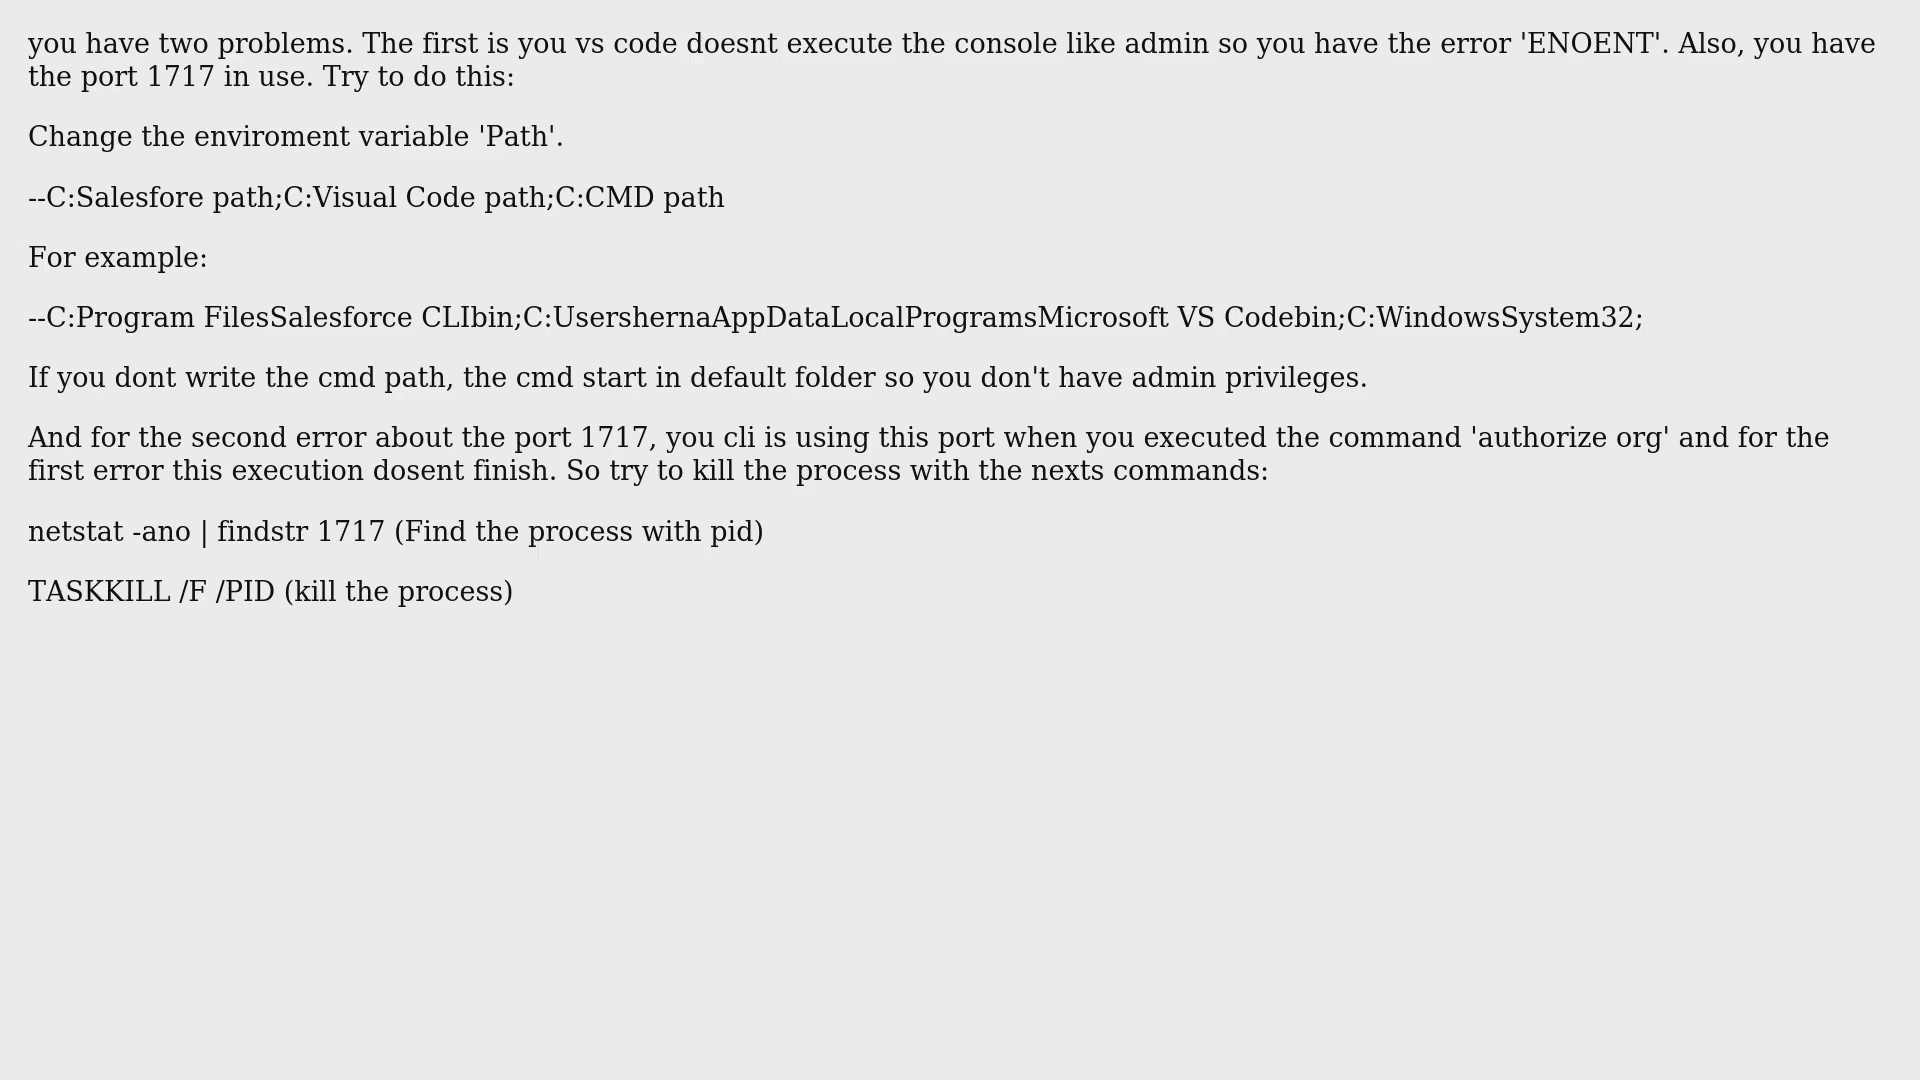 you have two problems. The first is you vs code doesnt execute the console like admin so you have the error 'ENOENT'. Also, you have
the port 1717 in use. Try to do this:
Change the enviroment variable 'Path'.
--C:Salesfore path;C:Visual Code path;C:CMD path
For example:
--C:Program FilesSalesforce CLIbin;C:UsershernaAppDataLocalProgramsMicrosoft VS Codebin;C:WindowsSystem32;
If you dont write the cmd path, the cmd start in default folder so you don't have admin privileges.
And for the second error about the port 1717, you cli is using this port when you executed the command 'authorize org' and for the
first error this execution dosent finish. So try to kill the process with the nexts commands:
netstat -ano | findstr 1717 (Find the process with pid)
TASKKILL /F /PID (kill the process)